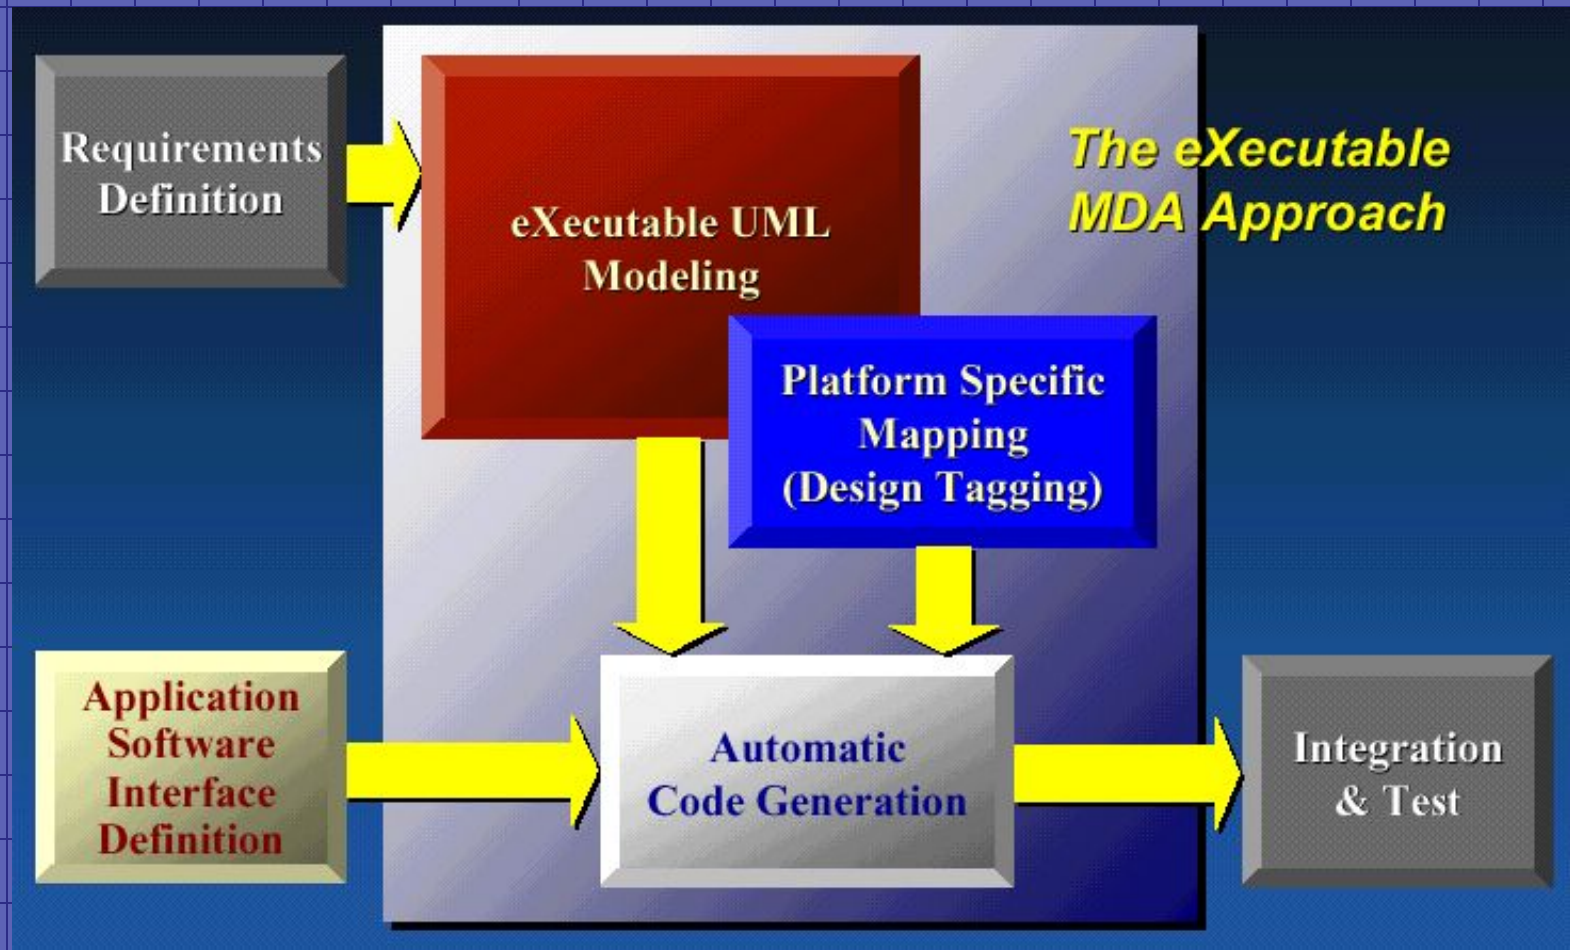 Requirements
Definition
eXecutable UML
Modeling
The eXecutable
MDA Approach
Platform Specific
Mapping
(Design Tagging)
Application
Software
Interface
Definition
Automatic
Code Generation
Integration
& Test